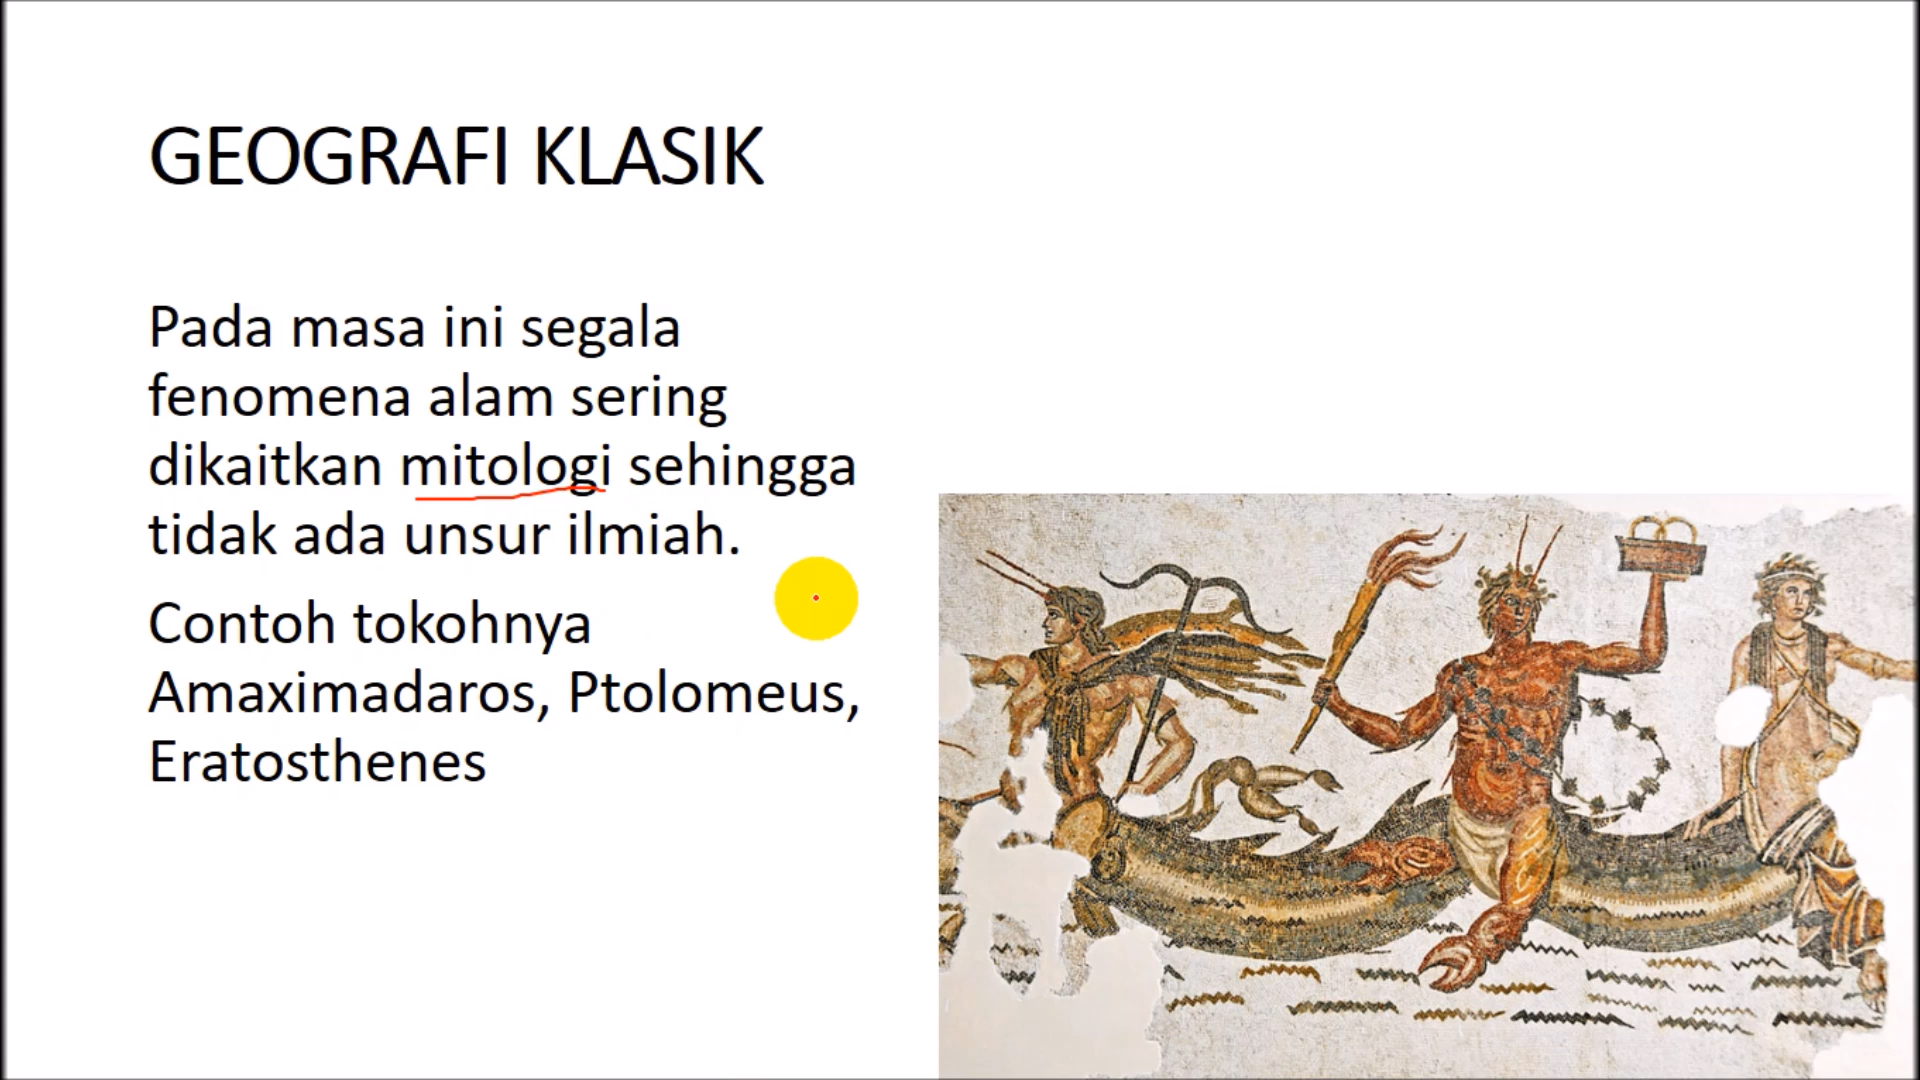 GEOGRAFI KLASIK
Pada masa ini segala
fenomena alam sering
dikaitkan mitologi sehingga
tidak ada unsur ilmiah.
Contoh tokohnya
Amaximadaros, Ptolomeus,
Eratosthenes